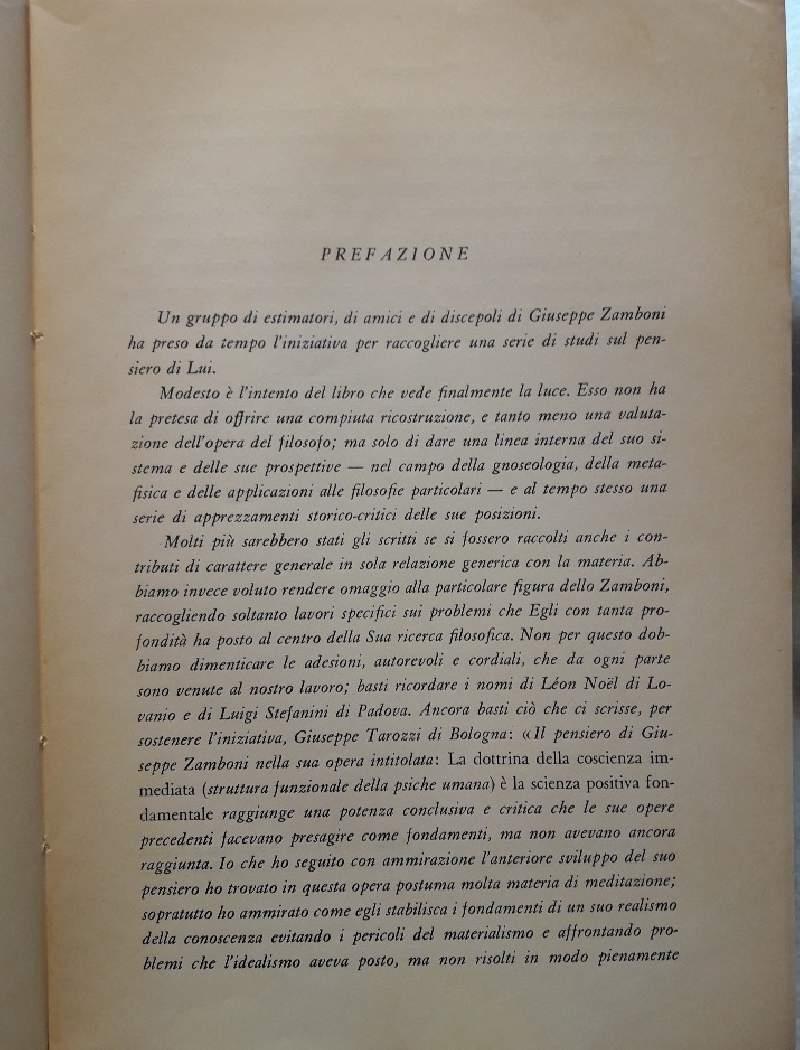 PREFAZIONE
Un gruppo di estimatori, di amici e di discepoli di Giuseppe Zamboni
ha preso da tempo l'iniziativa per raccogliere una serie di studi sul pen-
siero di Lui.
Modesto è l'intento del libro che vede finalmente la luce. Esso non ha
la pretesa di offrire una compiuta ricostruzione, e tanto meno una valuta-
zione dell'opera del filosofo; ma solo di dare una linea interna del suo si-
stema e delle sue prospettive — nel campo della gnoseologia, della meta-
fisica e delle applicazioni alle filosofie particolari — e al tempo stesso una
serie di apprezzamenti storico-critici delle sue posizioni.
Molti più sarebbero stati gli scritti se si fossero raccolti anche i con-
tributi di carattere generale in sola relazione generica con la materia. Ab-
biamo invece voluto rendere omaggio alla particolare figura dello Zamboni,
raccogliendo soltanto lavori specifici sui problemi che Egli con tanta pro-
fondità ha posto al centro della Sua ricerca filosofica. Non per questo dob-
biamo dimenticare le adesioni, autorevoli e cordiali, che da ogni parte
sono venute al nostro lavoro; basti ricordare i nomi di Léon Noël di Lo-
vanio e di Luigi Stefanini di Padova. Ancora basti ciò che ci scrisse, per
sostenere l'iniziativa, Giuseppe Tarozzi di Bologna: «Il pensiero di Giu-
seppe Zamboni nella sua opera intitolata: La dottrina della coscienza im-
mediata (struttura funzionale della psiche umana) è la scienza positiva fon-
damentale raggiunge una potenza conclusiva e critica che le sue opere
precedenti facevano presagire come fondamenti, ma non avevano ancora
raggiunta. Io che ho seguito con ammirazione l'anteriore sviluppo del suo
pensiero ho trovato in questa opera postuma molta materia di meditazione;
sopratutto ho ammirato come egli stabilisca i fondamenti di un suo realismo
della conoscenza evitando i pericoli del materialismo e affrontando pro-
blemi che l'idealismo aveva posto, ma non risolti in modo pienamente